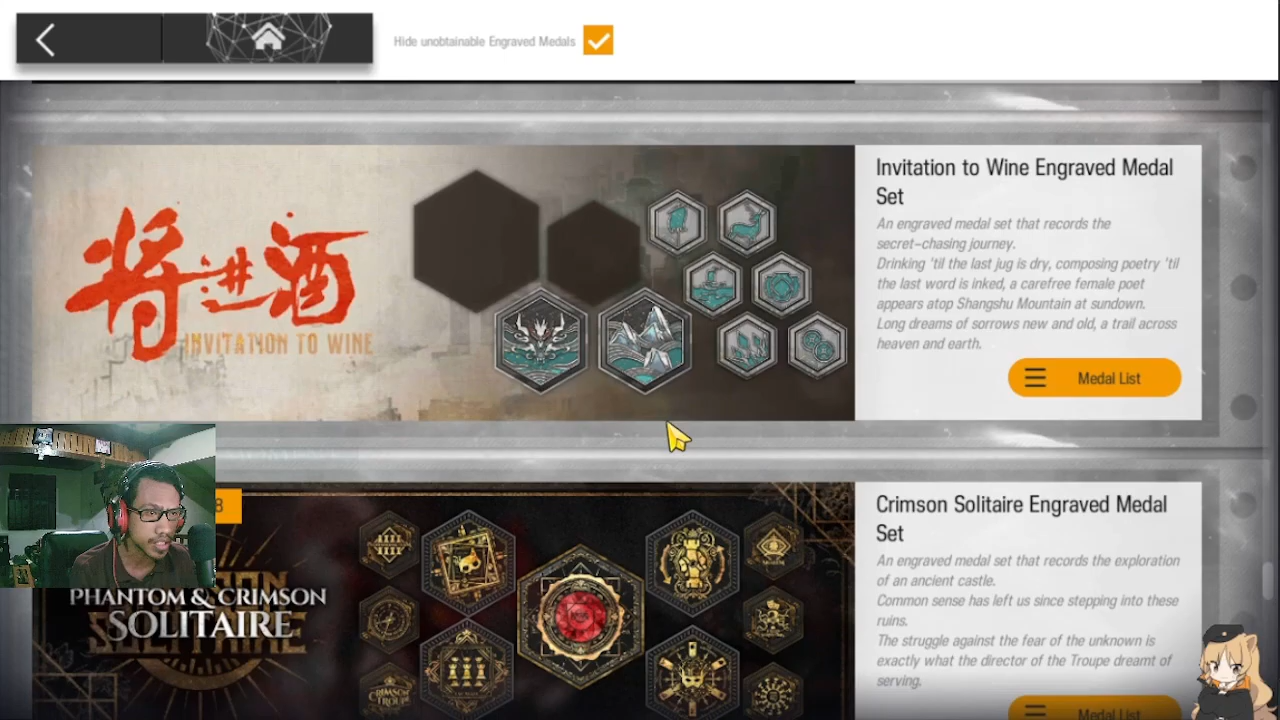 Hide unobtainable Engraved Medals
将进酒
INVITATION TO WINE
Invitation to Wine Engraved Medal
Set
An engraved medal set that records the
secret-chasing journey.
Drinking 'til the last jug is dry, composing poetry 'til
the last word is inked, a carefree female poet
appears atop Shangshu Mountain at sundown.
Long dreams of sorrows new and old, a trail across
heaven and earth.
Medal List
8
PHANTOM & CRIMSON
SOLITAIRE
Crimson Solitaire Engraved Medal
Set
An engraved medal set that records the exploration
of an ancient castle.
Common sense has left us since stepping into these
ruins.
The struggle against the fear of the unknown is
exactly what the director of the Troupe dreamt of
serving.
Medal List